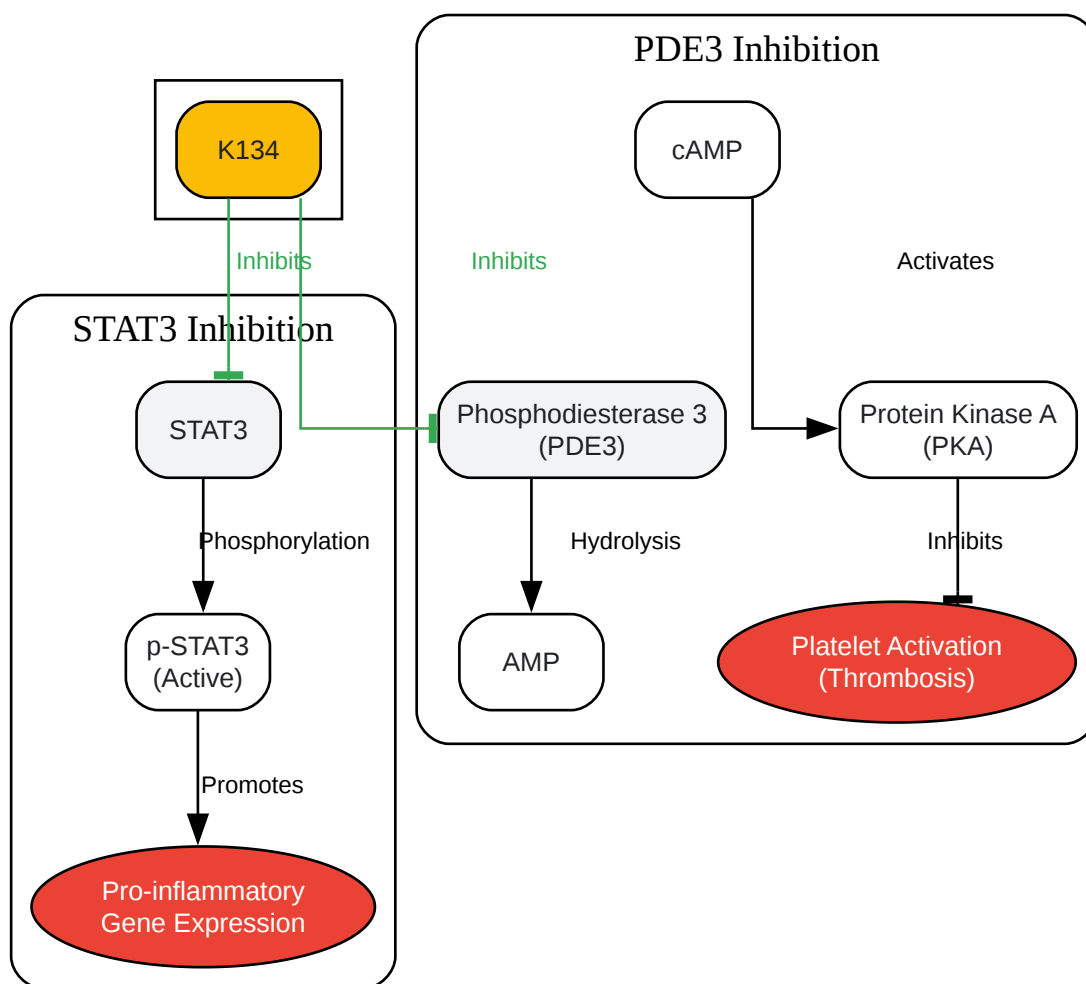 PDE3 Inhibition
K134
cAMP
Inhibits
Inhibits
Activates
STAT3 Inhibition
STAT3
Phosphodiesterase 3
(PDE3)
Protein Kinase A
(PKA)
Phosphorylation
Hydrolysis
Inhibits
p-STAT3
(Active)
AMP
Platelet Activation
(Thrombosis)
Promotes
Pro-inflammatory
Gene Expression